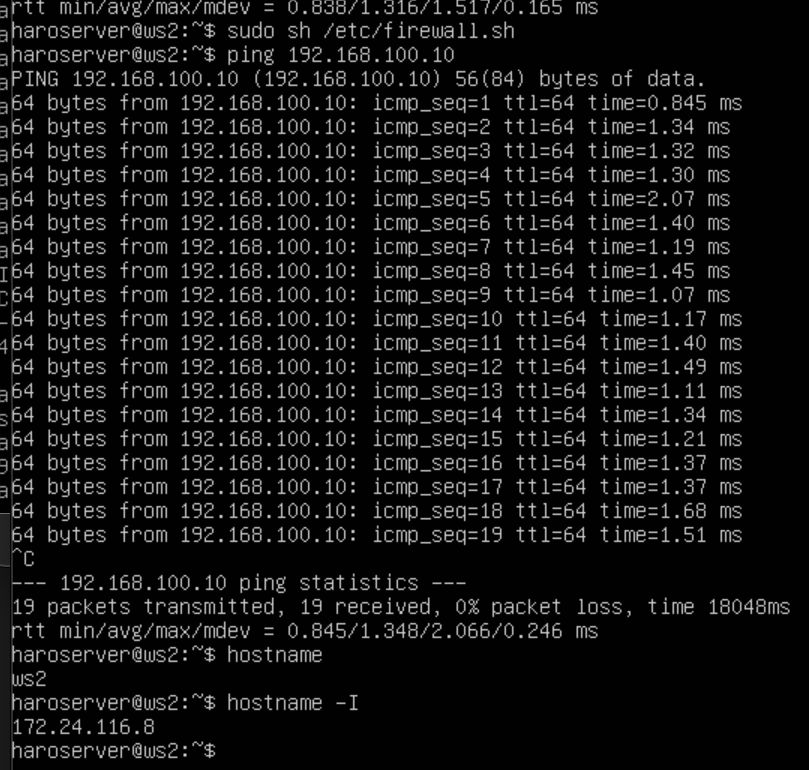 rtt min/avg/max/mdev = 0.838/1.316/1.517/0.165 ms
haroserver@ws2:~$ sudo sh /etc/firewall.sh
haroserver@ws2:~$ ping 192.168.100.10
PING 192.168.100.10 (192.168.100.10) 56(84) bytes of data.
64 bytes from 192.168.100.10: icmp_seq=1 ttl=64 time=0.845 ms
64 bytes from 192.168.100.10: icmp_seq=2 ttl=64 time=1.34 ms
64 bytes from 192.168.100.10: icmp_seq=3 ttl=64 time=1.32 ms
64 bytes from 192.168.100.10: icmp_seq=4 ttl=64 time=1.30 ms
64 bytes from 192.168.100.10: icmp_seq=5 ttl=64 time=2.07 ms
64 bytes from 192.168.100.10: icmp_seq=6 ttl=64 time=1.40 ms
64 bytes from 192.168.100.10: icmp_seq=7 ttl=64 time=1.19 ms
64 bytes from 192.168.100.10: icmp_seq=8 ttl=64 time=1.45 ms
64 bytes from 192.168.100.10: icmp_seq=9 ttl=64 time=1.07 ms
64 bytes from 192.168.100.10: icmp_seq=10 ttl=64 time=1.17 ms
64 bytes from 192.168.100.10: icmp_seq=11 ttl=64 time=1.40 ms
64 bytes from 192.168.100.10: icmp_seq=12 ttl=64 time=1.49 ms
64 bytes from 192.168.100.10: icmp_seq=13 ttl=64 time=1.11 ms
64 bytes from 192.168.100.10: icmp_seq=14 ttl=64 time=1.34 ms
64 bytes from 192.168.100.10: icmp_seq=15 ttl=64 time=1.21 ms
64 bytes from 192.168.100.10: icmp_seq=16 ttl=64 time=1.37 ms
64 bytes from 192.168.100.10: icmp_seq=17 ttl=64 time=1.37 ms
64 bytes from 192.168.100.10: icmp_seq=18 ttl=64 time=1.68 ms
64 bytes from 192.168.100.10: icmp_seq=19 ttl=64 time=1.51 ms
^C
--- 192.168.100.10 ping statistics ---
19 packets transmitted, 19 received, 0% packet loss, time 18048ms
rtt min/avg/max/mdev = 0.845/1.348/2.066/0.246 ms
haroserver@ws2:~$ hostname
ws2
haroserver@ws2:~$ hostname -I
172.24.116.8
haroserver@ws2:~$